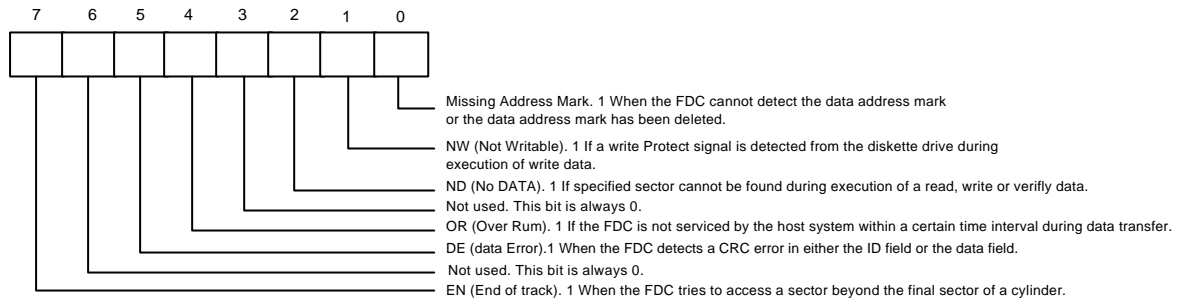 7 6 5 4 3 2 1 0
Missing Address Mark. 1 When the FDC cannot detect the data address mark
or the data address mark has been deleted.
NW (Not Writable). 1 If a write Protect signal is detected from the diskette drive during
execution of write data.
ND (No DATA). 1 If specified sector cannot be found during execution of a read, write or verifly data.
Not used. This bit is always 0.
OR (Over Rum). 1 If the FDC is not serviced by the host system within a certain time interval during data transfer.
DE (data Error).1 When the FDC detects a CRC error in either the ID field or the data field.
Not used. This bit is always 0.
EN (End of track). 1 When the FDC tries to access a sector beyond the final sector of a cylinder.